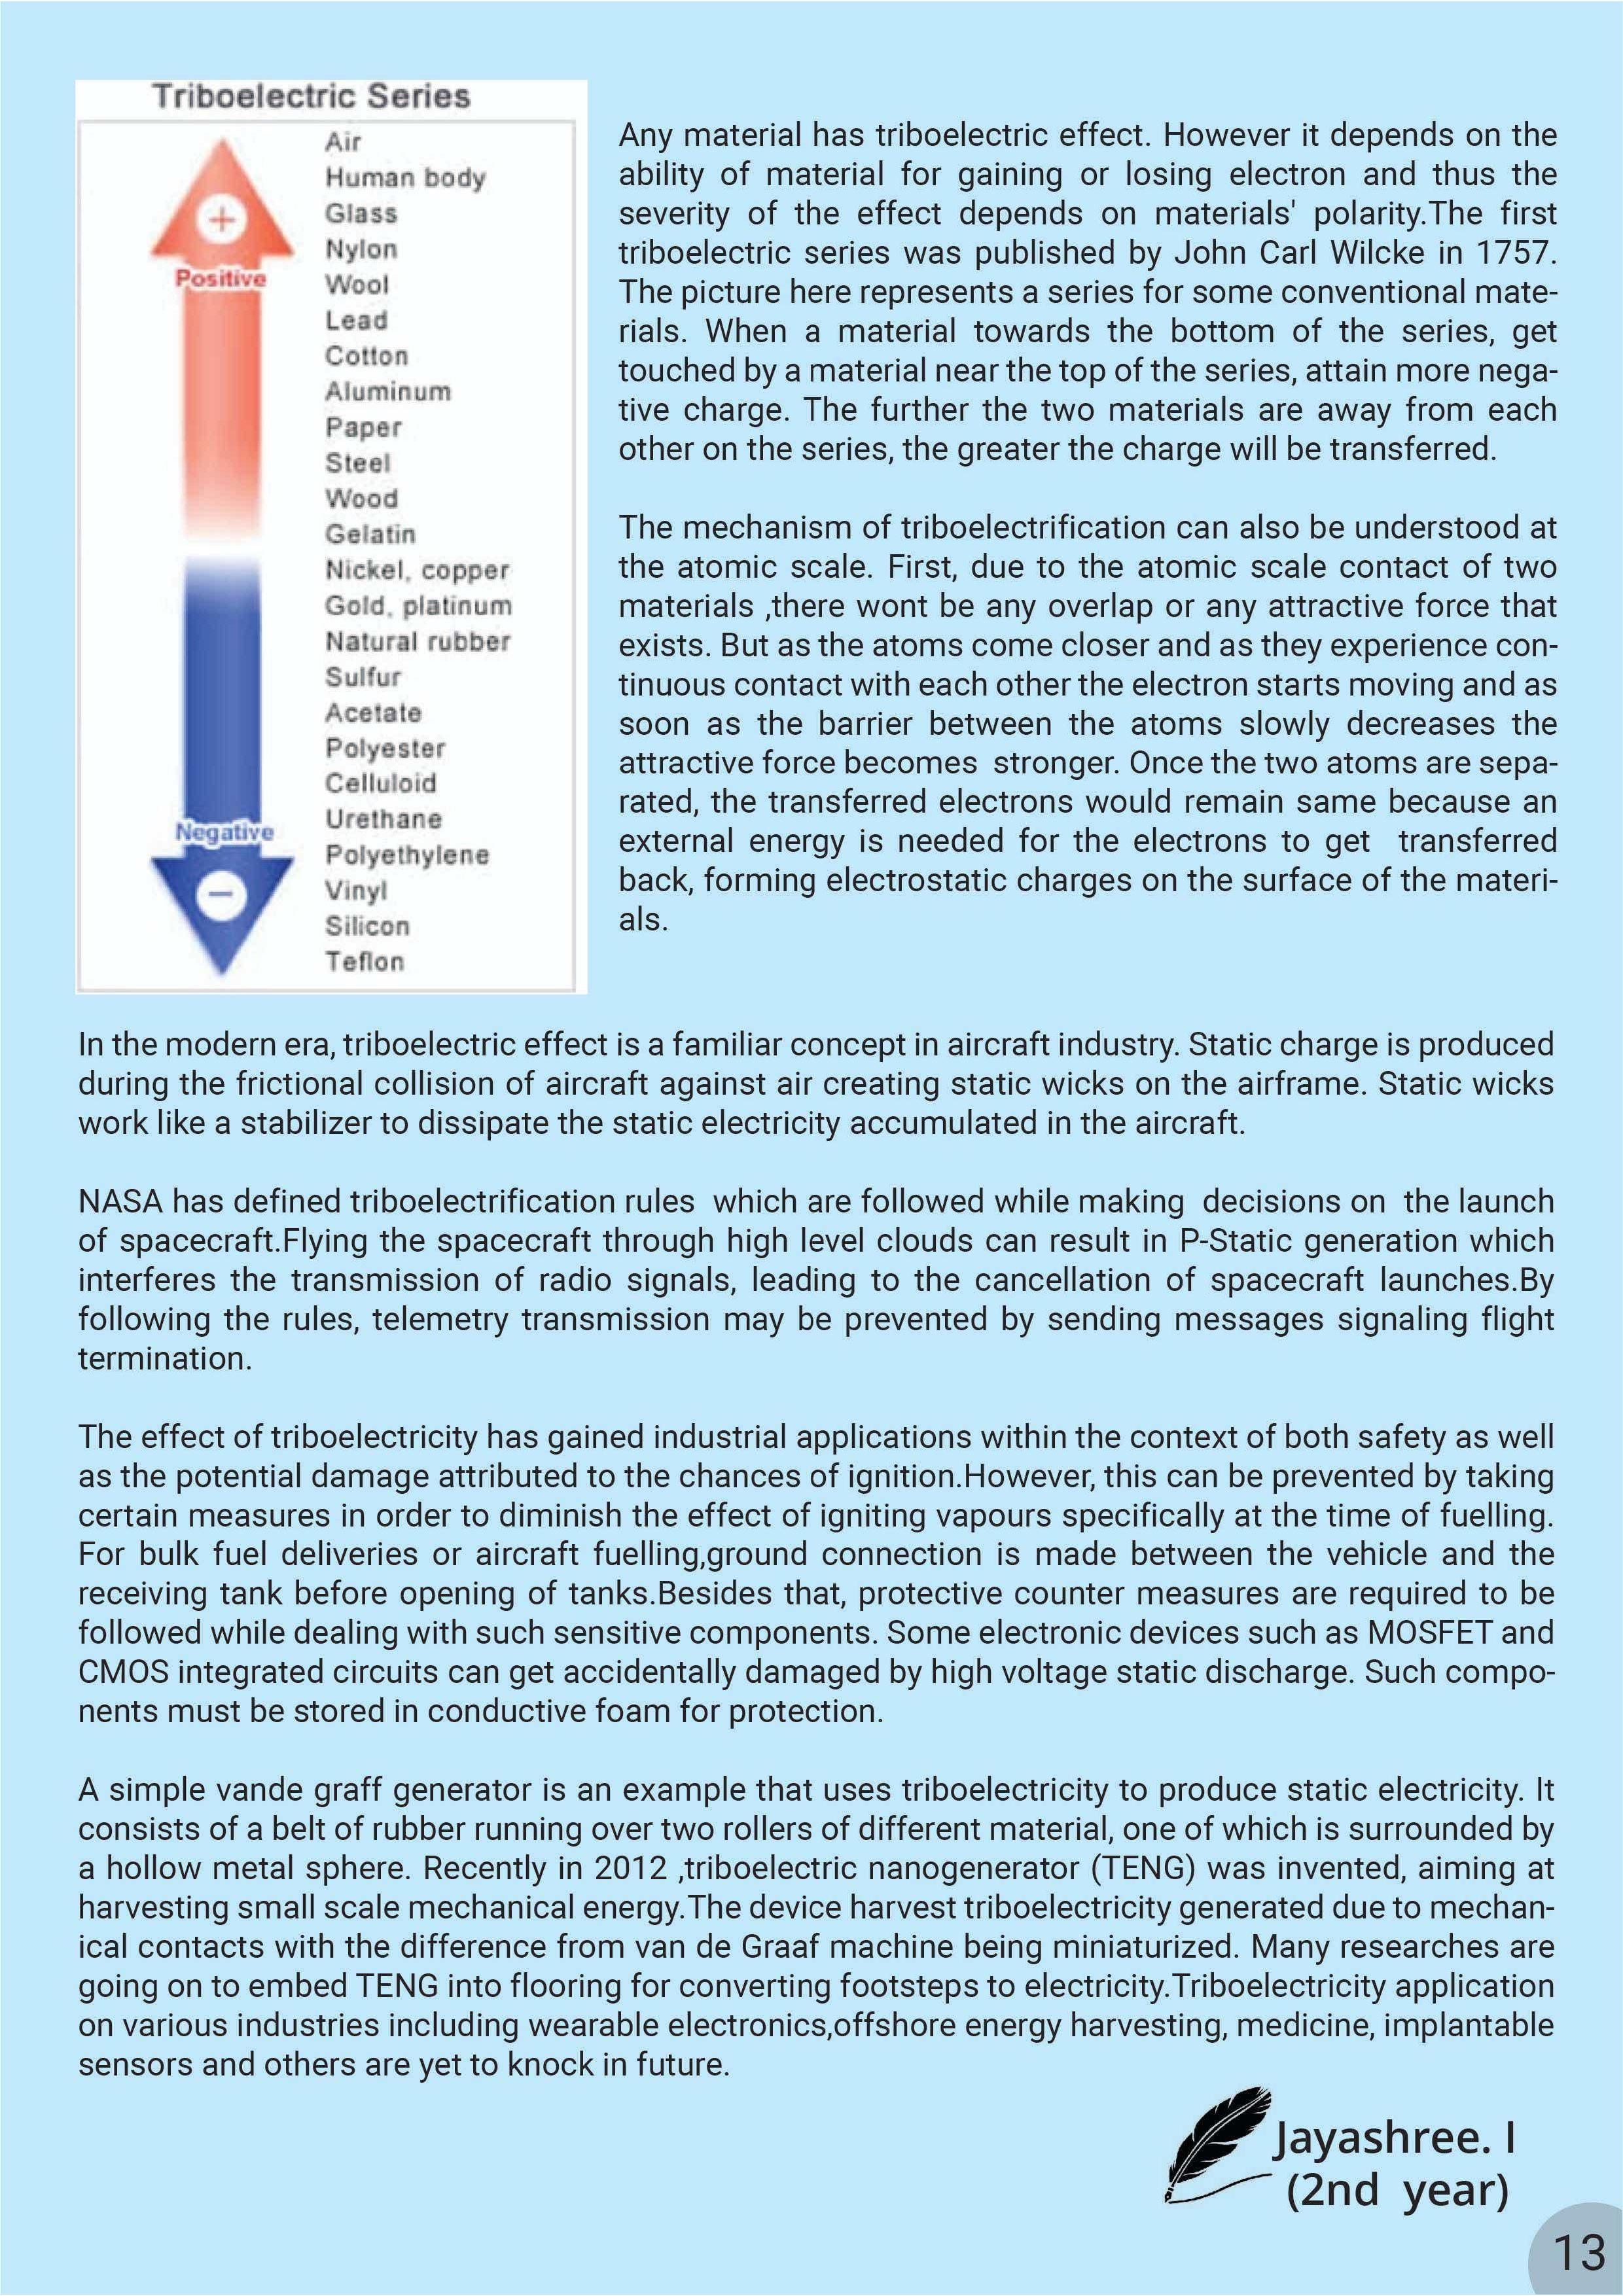 Triboelectric Series
Air
Human body
Glass
Nylon
Wool
Lead
Cotton
Aluminum
Paper
Steel
Wood
Gelatin
Nickel, copper
Gold, platinum
Natural rubber
Sulfur
Acetate
Polyester
Celluloid
Urethane
Polyethylene
Vinyl
Silicon
Teflon
+
Positive
Negative
−
Any material has triboelectric effect. However it depends on the
ability of material for gaining or losing electron and thus the
severity of the effect depends on materials' polarity.The first
triboelectric series was published by John Carl Wilcke in 1757.
The picture here represents a series for some conventional mate-
rials. When a material towards the bottom of the series, get
touched by a material near the top of the series, attain more nega-
tive charge. The further the two materials are away from each
other on the series, the greater the charge will be transferred.
The mechanism of triboelectrification can also be understood at
the atomic scale. First, due to the atomic scale contact of two
materials ,there wont be any overlap or any attractive force that
exists. But as the atoms come closer and as they experience con-
tinuous contact with each other the electron starts moving and as
soon as the barrier between the atoms slowly decreases the
attractive force becomes  stronger. Once the two atoms are sepa-
rated, the transferred electrons would remain same because an
external energy is needed for the electrons to get  transferred
back, forming electrostatic charges on the surface of the materi-
als.
In the modern era, triboelectric effect is a familiar concept in aircraft industry. Static charge is produced
during the frictional collision of aircraft against air creating static wicks on the airframe. Static wicks
work like a stabilizer to dissipate the static electricity accumulated in the aircraft.
NASA has defined triboelectrification rules  which are followed while making  decisions on  the launch
of spacecraft.Flying the spacecraft through high level clouds can result in P-Static generation which
interferes the transmission of radio signals, leading to the cancellation of spacecraft launches.By
following the rules, telemetry transmission may be prevented by sending messages signaling flight
termination.
The effect of triboelectricity has gained industrial applications within the context of both safety as well
as the potential damage attributed to the chances of ignition.However, this can be prevented by taking
certain measures in order to diminish the effect of igniting vapours specifically at the time of fuelling.
For bulk fuel deliveries or aircraft fuelling,ground connection is made between the vehicle and the
receiving tank before opening of tanks.Besides that, protective counter measures are required to be
followed while dealing with such sensitive components. Some electronic devices such as MOSFET and
CMOS integrated circuits can get accidentally damaged by high voltage static discharge. Such compo-
nents must be stored in conductive foam for protection.
A simple vande graff generator is an example that uses triboelectricity to produce static electricity. It
consists of a belt of rubber running over two rollers of different material, one of which is surrounded by
a hollow metal sphere. Recently in 2012 ,triboelectric nanogenerator (TENG) was invented, aiming at
harvesting small scale mechanical energy.The device harvest triboelectricity generated due to mechan-
ical contacts with the difference from van de Graaf machine being miniaturized. Many researches are
going on to embed TENG into flooring for converting footsteps to electricity.Triboelectricity application
on various industries including wearable electronics,offshore energy harvesting, medicine, implantable
sensors and others are yet to knock in future.
Jayashree. I
(2nd  year)
13